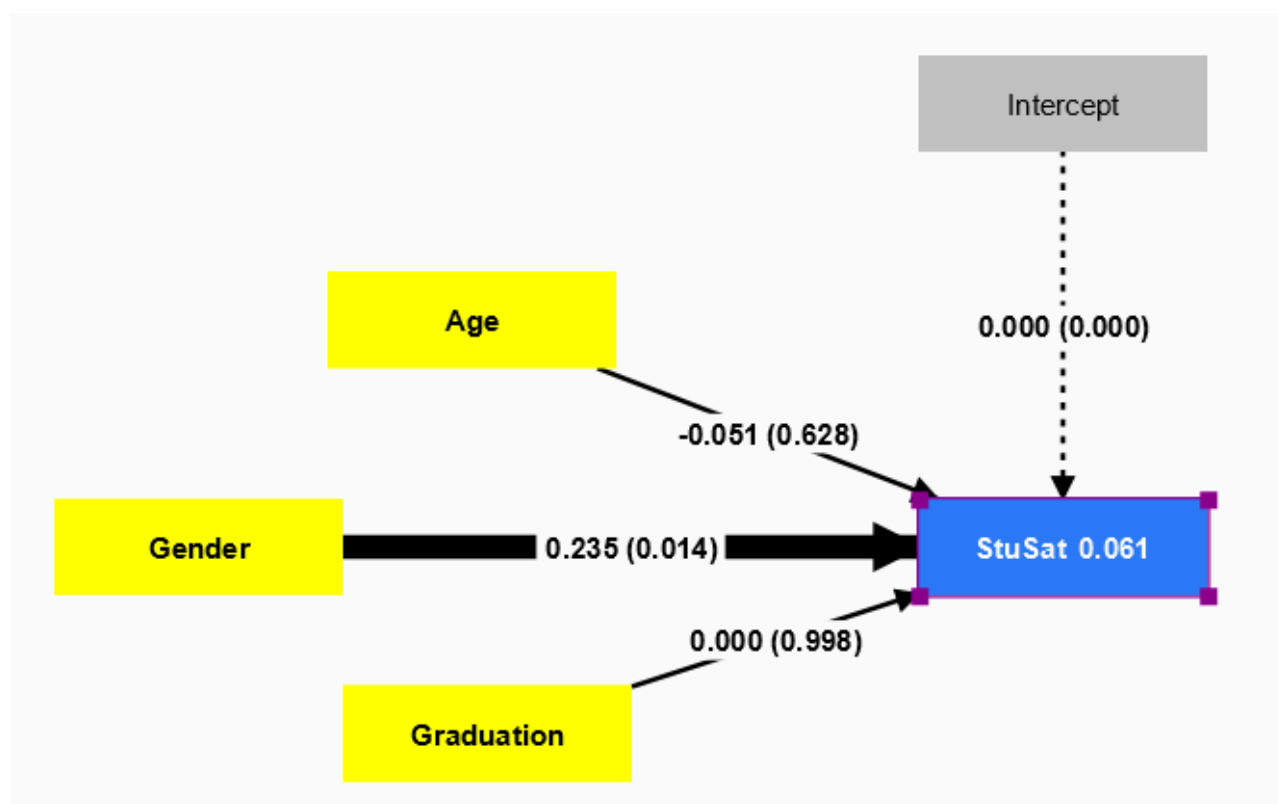 Intercept
Age
0.000 (0.000)
-0.051 (0.628)
Gender
0.235 (0.014)
StuSat 0.061
0.000 (0.998)
Graduation